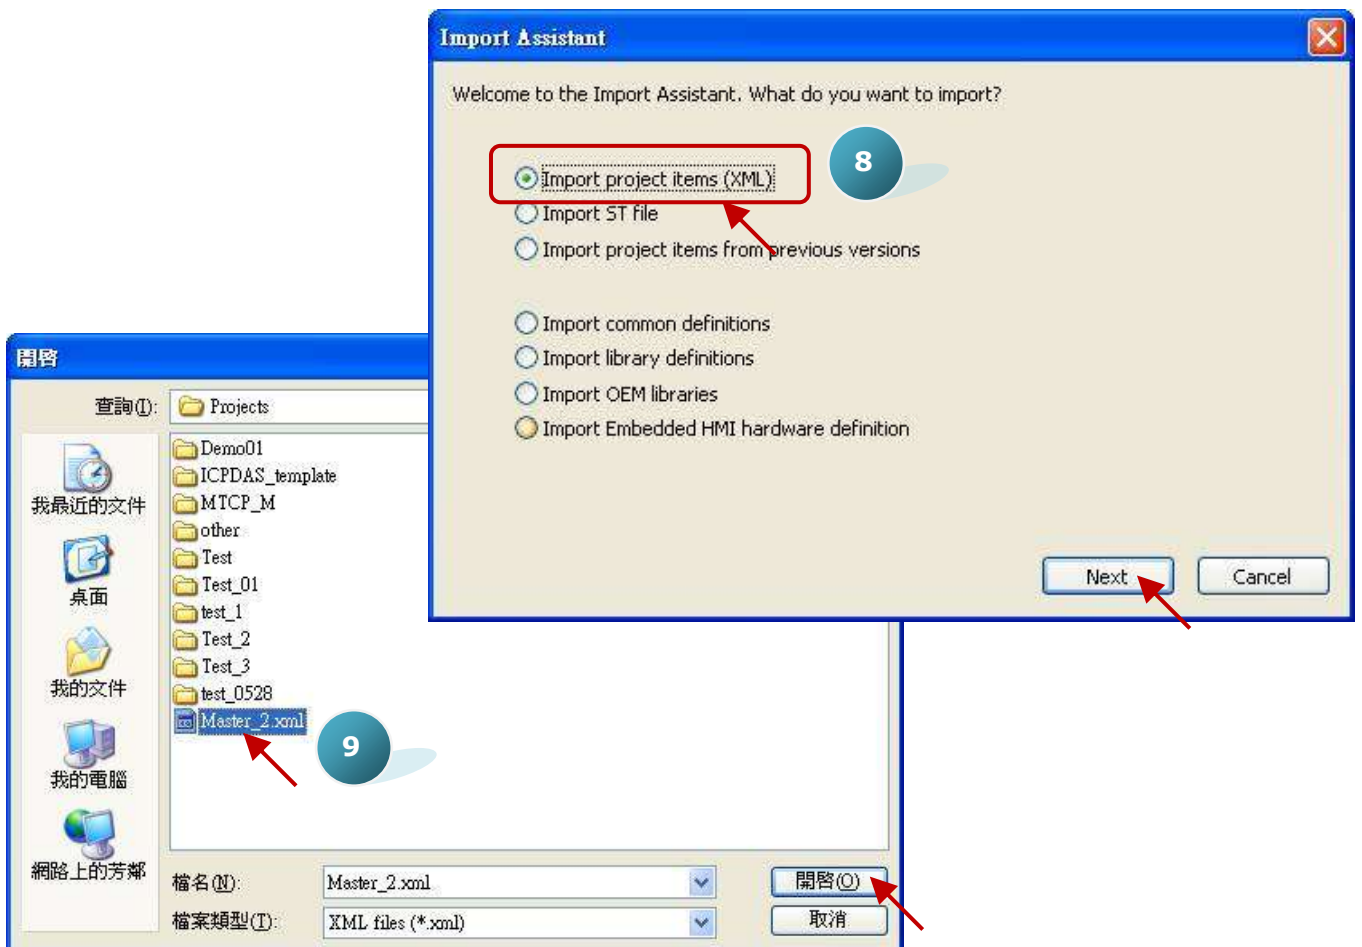 Import Assistant
Welcome to the Import Assistant. What do you want to import?
Import project items (XML)
8
Import ST file
Import project items from previous versions
Import common definitions
Import library definitions
Import OEM libraries
Import Embedded HMI hardware definition
Next
Cancel
開啓
查詢(I):
Projects
Demo01
ICPDAS_template
MTCP_M
other
Test
Test_01
test_1
Test_2
Test_3
test_0528
Master_2.xml
9
我最近的文件
桌面
我的文件
我的電腦
網路上的芳鄰
檔名(N):
Master_2.xml
開啓(O)
檔案類型(T):
XML files (*.xml)
取消